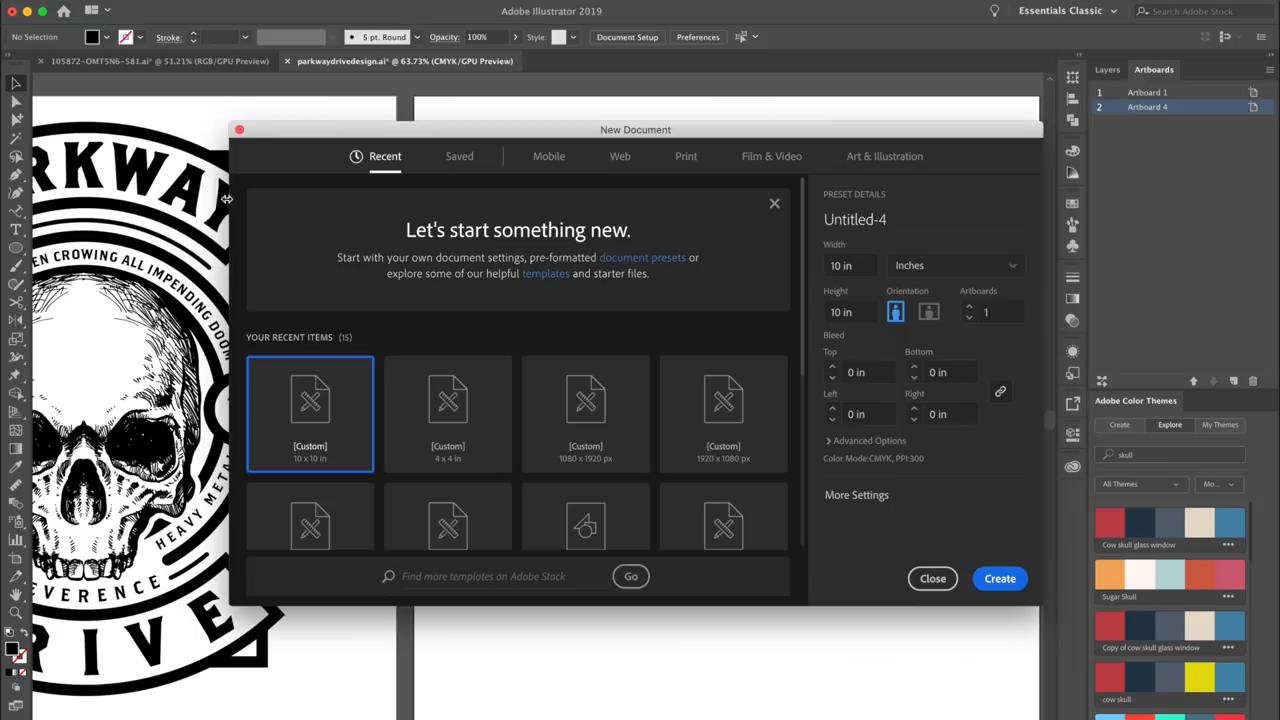 Adobe Illustrator 2019
Essentials Classic
Search Adobe Stock
No Selection
Stroke:
5 pt. Round
Opacity: 100%
Style:
Document Setup
Preferences
105872-OMT5N6-581.ai* @ 51.21% (RGB/GPU Preview)
parkwaydrivedesign.ai* @ 63.73% (CMYK/GPU Preview)
Layers
Artboards
1 Artboard 1
2 Artboard 4
New Document
Recent
Saved
Mobile
Web
Print
Film & Video
Art & Illustration
Let's start something new.
Start with your own document settings, pre-formatted document presets or
explore some of our helpful templates and starter files.
YOUR RECENT ITEMS (15)
[Custom]
10 x 10 in
[Custom]
4 x 4 in
[Custom]
1080 x 1920 px
[Custom]
1920 x 1080 px
Find more templates on Adobe Stock
Go
PRESET DETAILS
Untitled-4
Width
10 in
Inches
Height
Orientation
Artboards
10 in
1
Bleed
Top
Bottom
0 in
0 in
Left
Right
0 in
0 in
Advanced Options
Color Mode:CMYK, PPI:300
More Settings
Close
Create
RKWAY
EN CROWING ALL IMPENDING DOOM
HEAVY METAL
EVERENCE
RIVE
Adobe Color Themes
Create
Explore
My Themes
skull
All Themes
Mo...
Cow skull glass window
Sugar Skull
Copy of cow skull glass window
cow skull